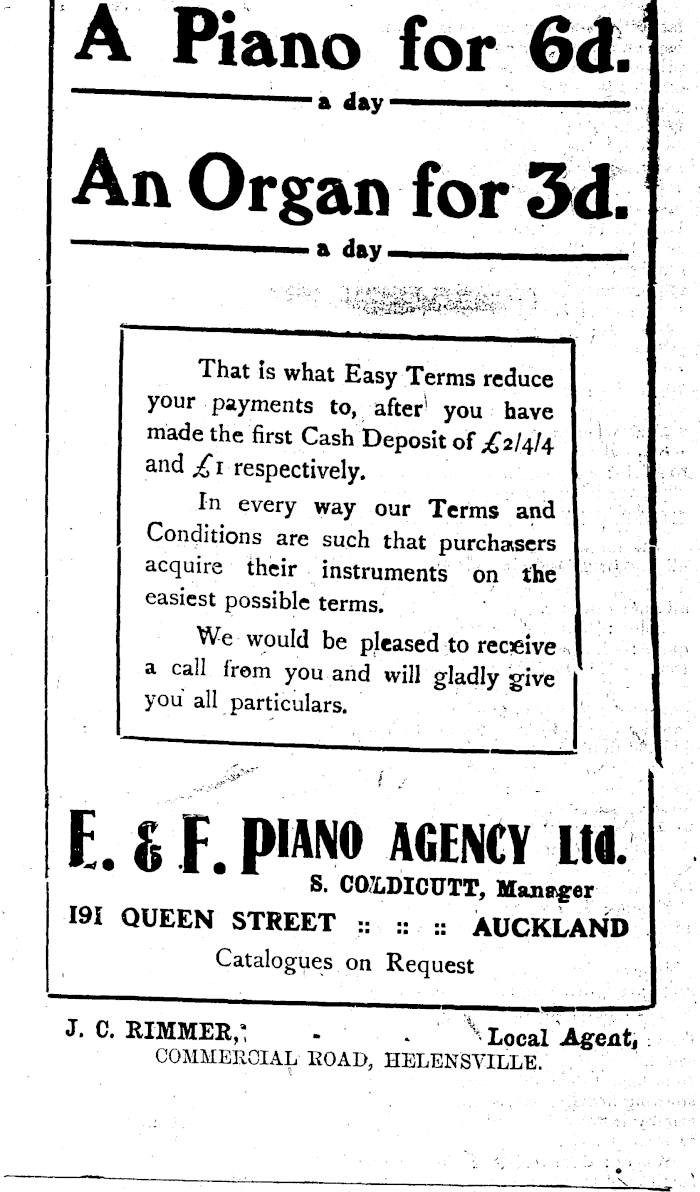 A Piano for 6d.
a day
An Organ for 3d.
a day
That is what Easy Terms reduce
your payments to, after you have
made the first Cash Deposit of £2/4/4
and £1 respectively.
In every way our Terms and
Conditions are such that purchasers
acquire their instruments on the
easiest possible terms.
We would be pleased to receive
a call from you and will gladly give
you all particulars.
E. & F. PIANO AGENCY Ltd.
S. COLDICUTT, Manager
191 QUEEN STREET :: :: :: AUCKLAND
Catalogues on Request
J. C. RIMMER, - - Local Agent,
COMMERCIAL ROAD, HELENSVILLE.